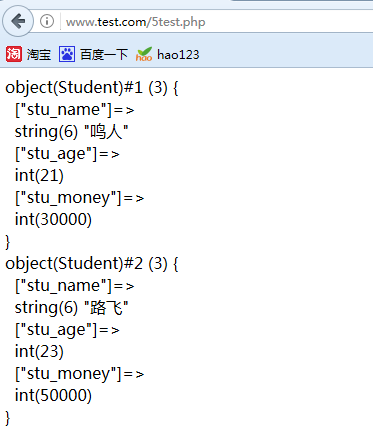 www.test.com/5test.php
淘 淘宝 百度一下 hao hao123
object(Student)#1 (3) {
["stu_name"]=>
string(6) "鸣人"
["stu_age"]=>
int(21)
["stu_money"]=>
int(30000)
}
object(Student)#2 (3) {
["stu_name"]=>
string(6) "路飞"
["stu_age"]=>
int(23)
["stu_money"]=>
int(50000)
}